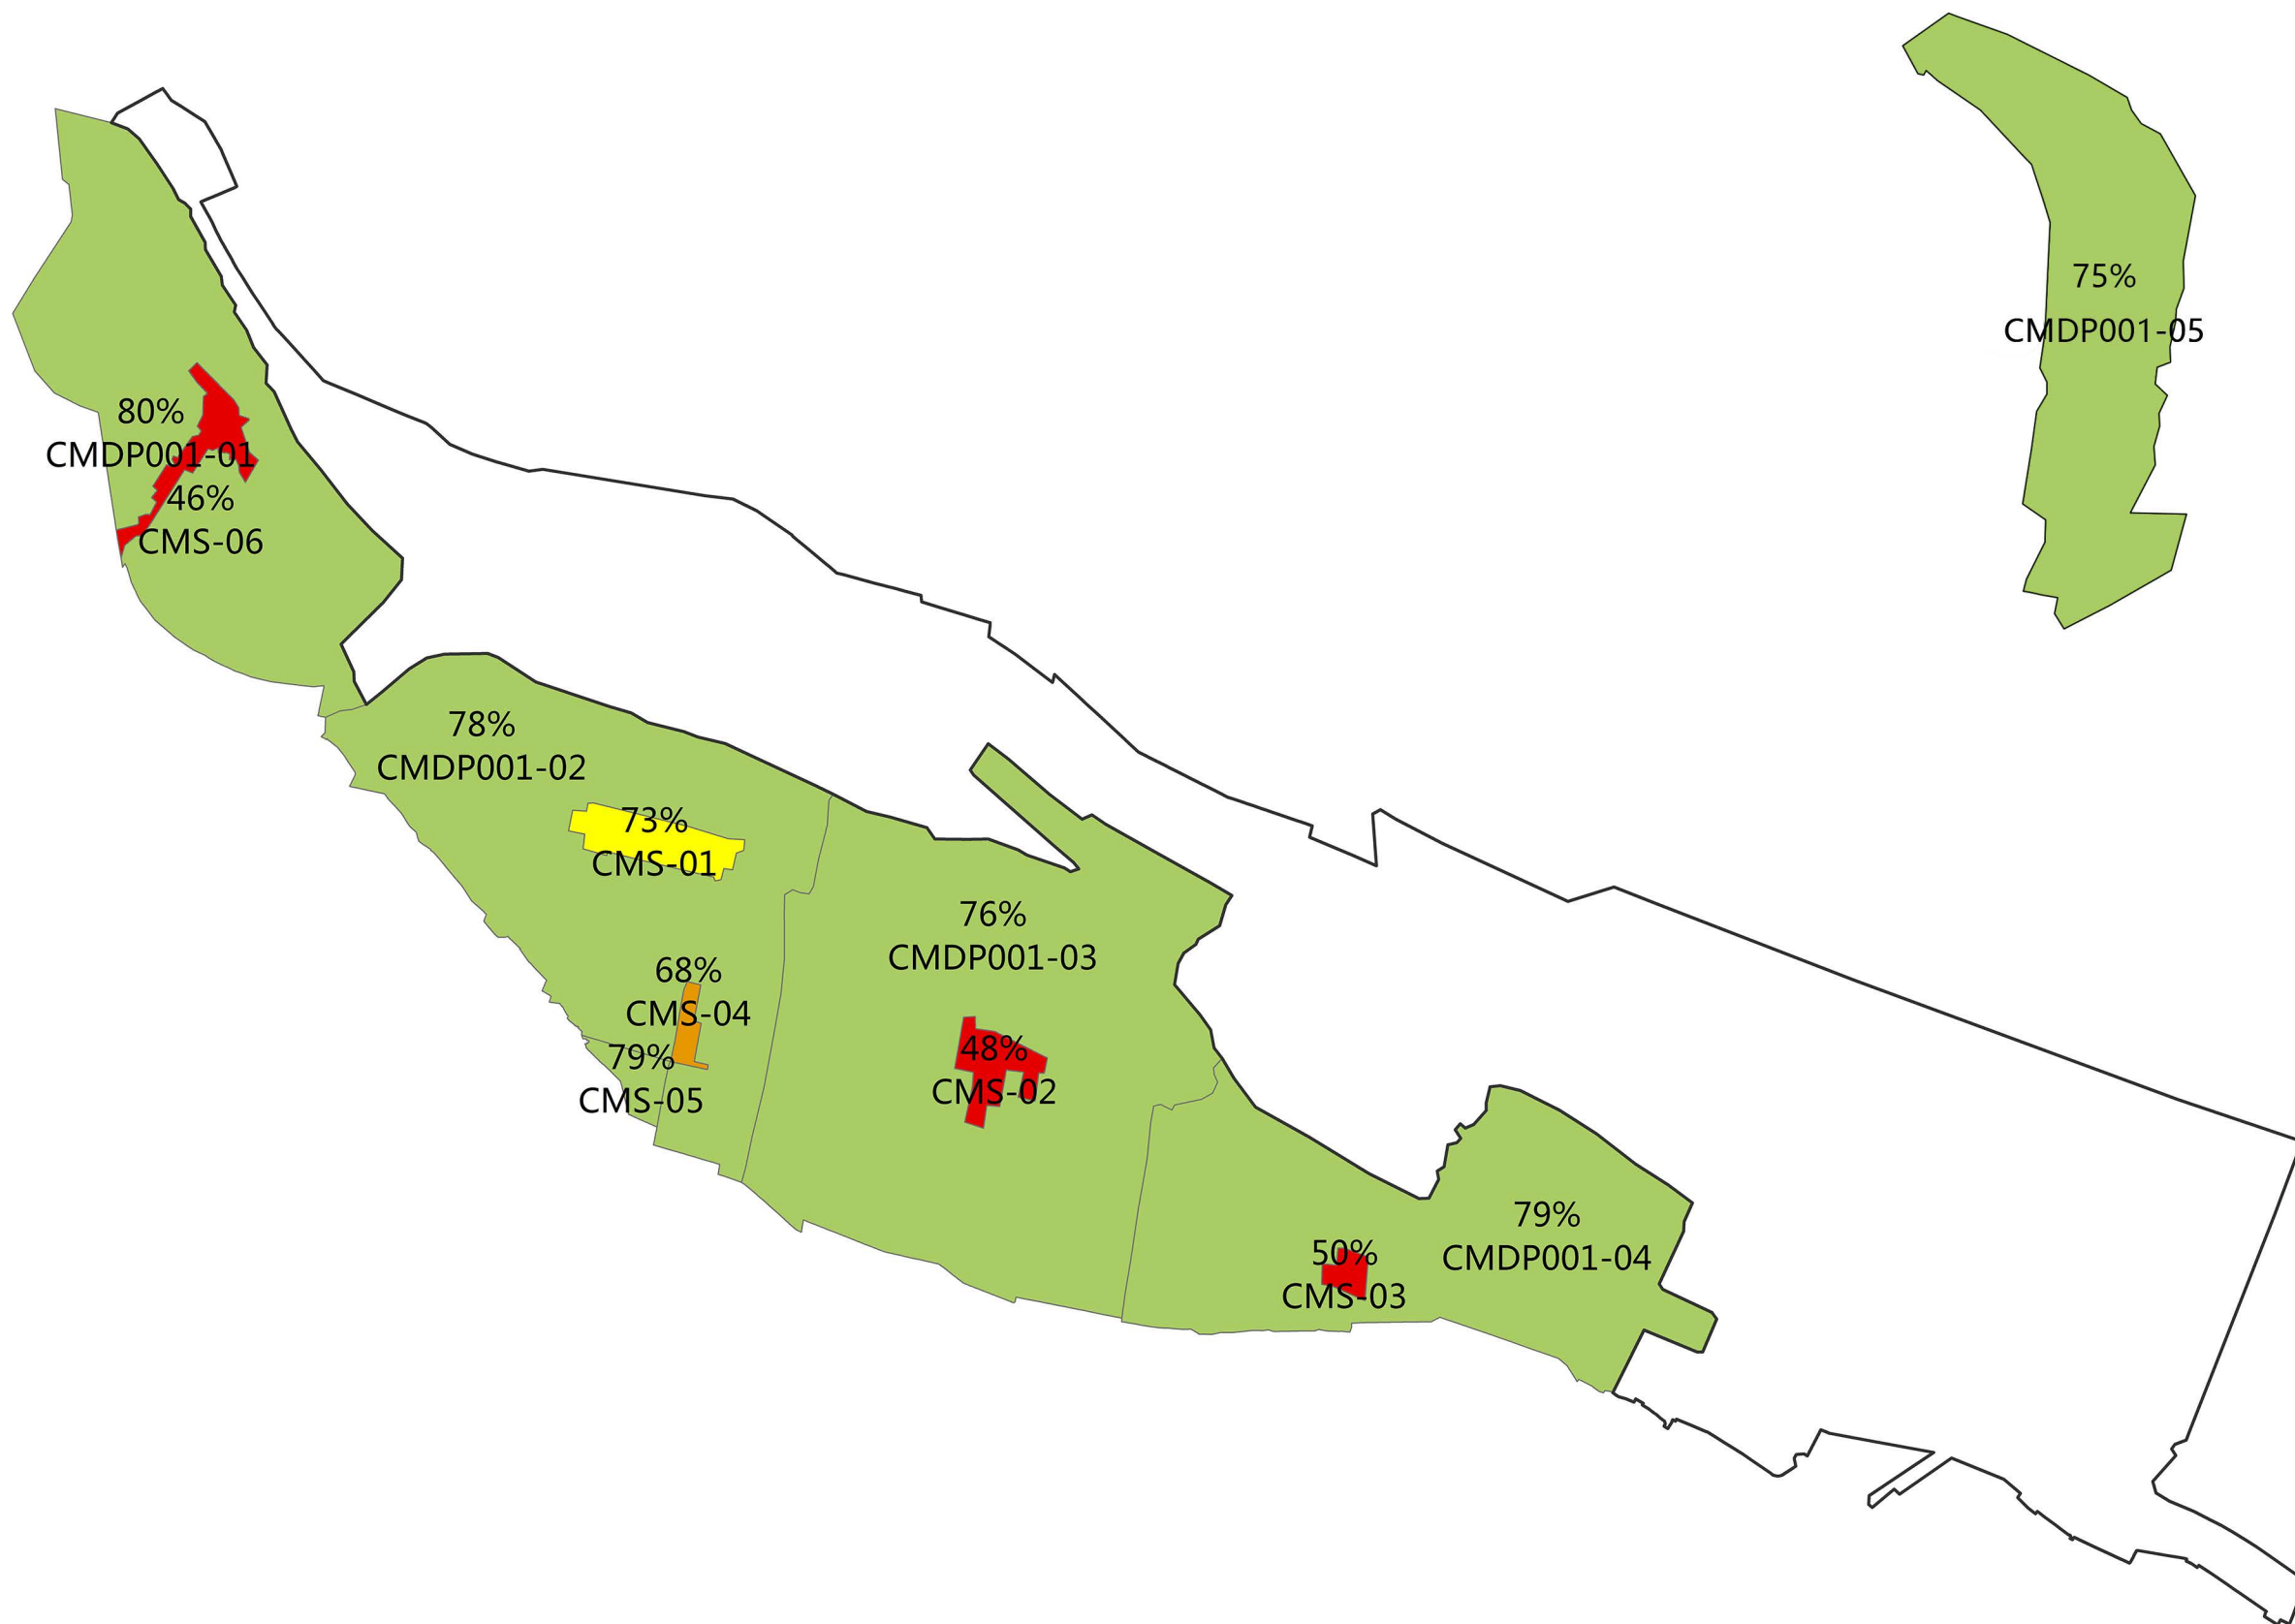 75%
CMDP001-05
80%
CMDP001-01
46%
CMS-06
78%
CMDP001-02
73%
CMS-01
76%
CMDP001-03
68%
CMS-04
48%
CMS-02
79%
CMS-05
79%
CMDP001-04
50%
CMS-03